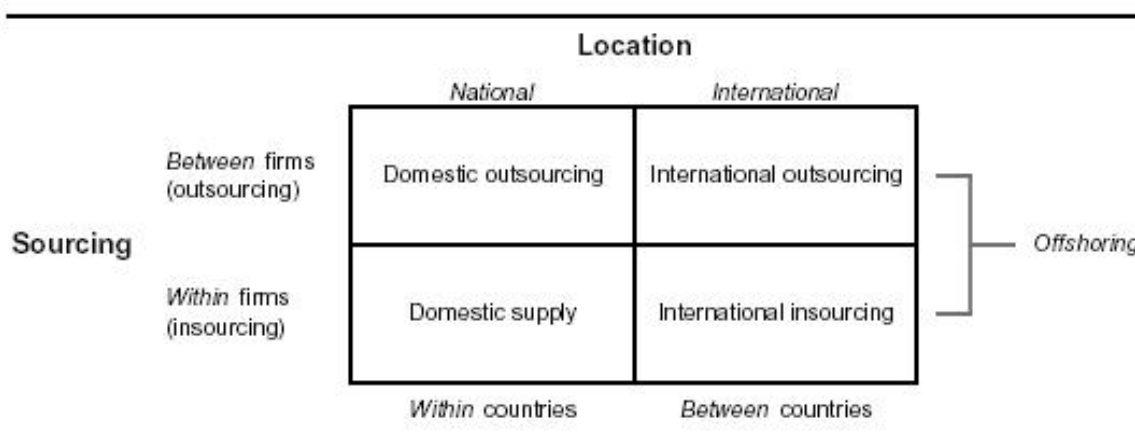 Location
National International
Between firms
(outsourcing)
Domestic outsourcing International outsourcing
Sourcing
Offshoring
Within firms
(insourcing)
Domestic supply International insourcing
Within countries Between countries